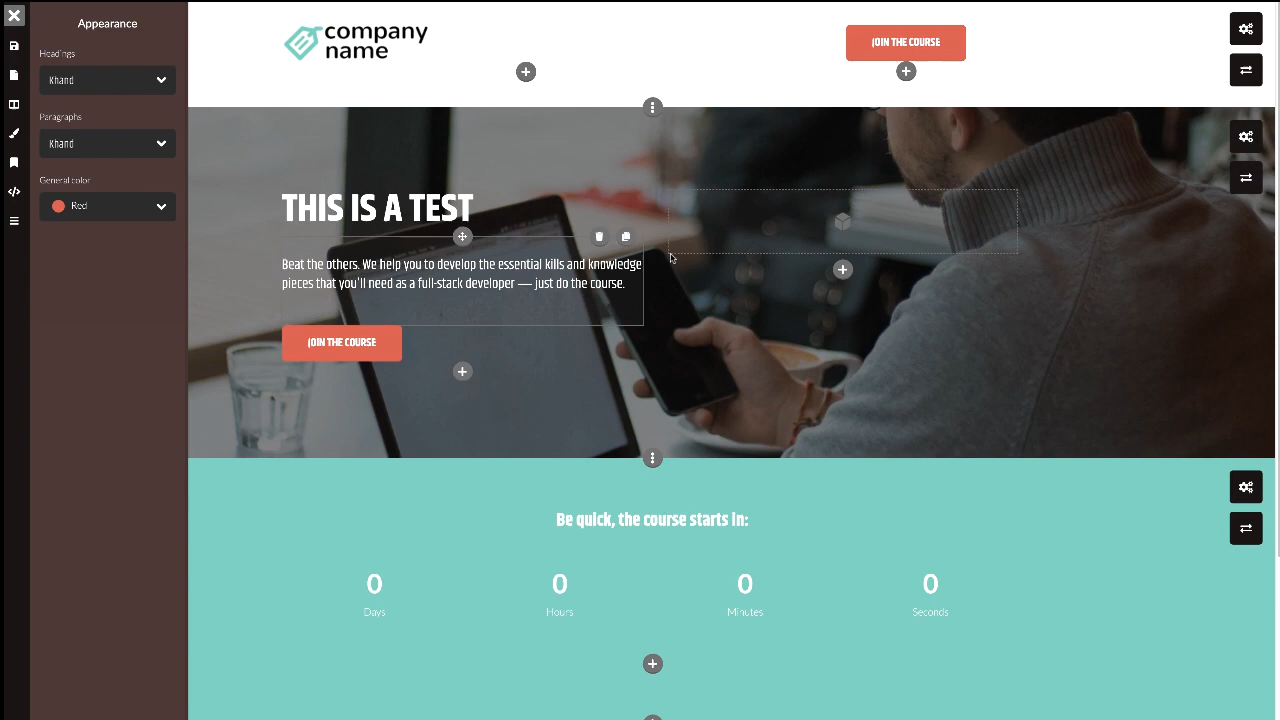 Appearance
Headings
Khand
Paragraphs
Khand
General color
Red
company
name
JOIN THE COURSE
THIS IS A TEST
Beat the others. We help you to develop the essential kills and knowledge
pieces that you'll need as a full-stack developer — just do the course.
JOIN THE COURSE
Be quick, the course starts in:
0 0 0 0
Days Hours Minutes Seconds